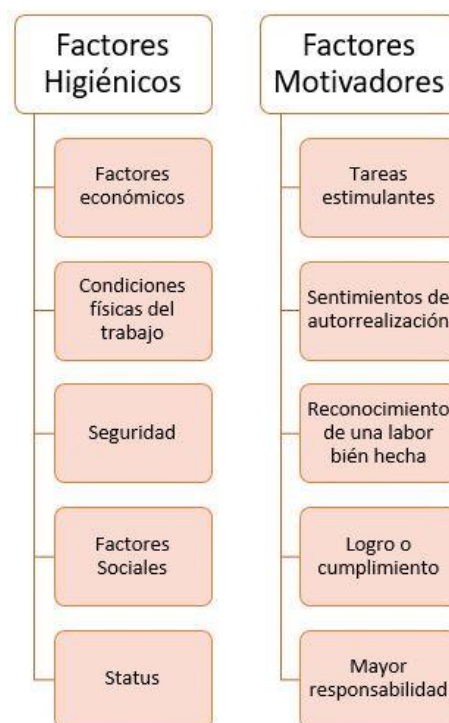 Factores
Higiénicos
Factores
económicos
Condiciones
físicas del
trabajo
Seguridad
Factores
Sociales
Status
Factores
Motivadores
Tareas
estimulantes
Sentimientos de
autorrealización
Reconocimiento
de una labor
bién hecha
Logro o
cumplimiento
Mayor
responsabilidad